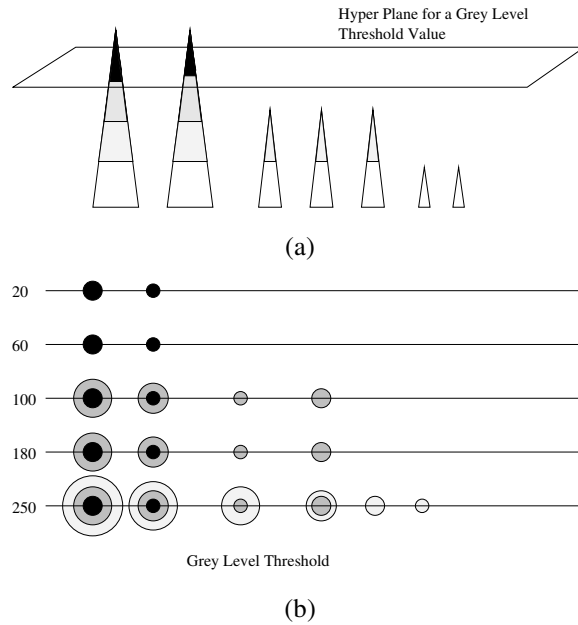 Hyper Plane for a Grey Level
Threshold Value
(a)
20
60
100
180
250
Grey Level Threshold
(b)